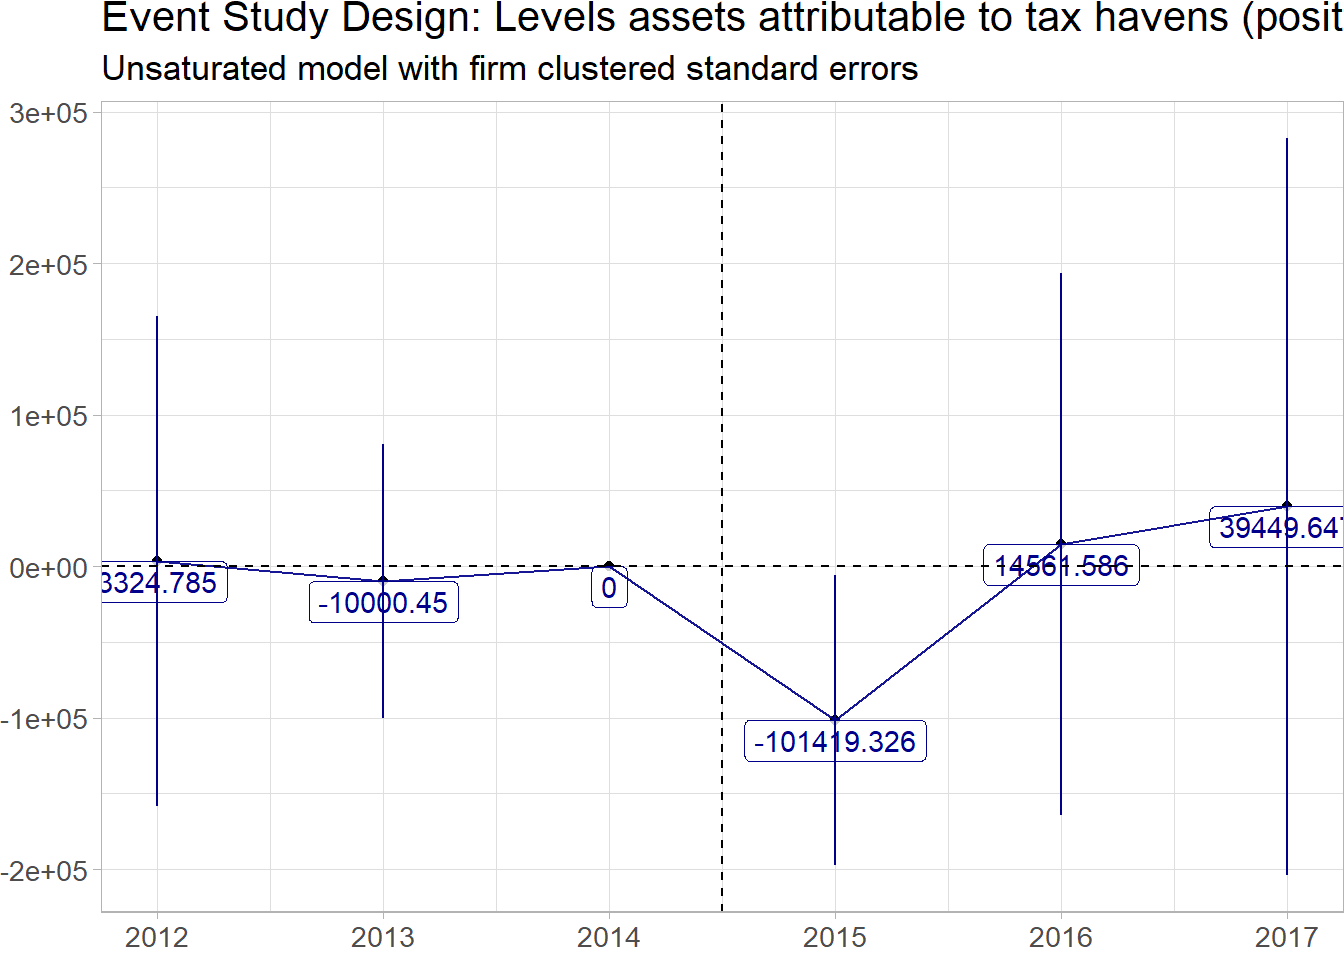 Event Study Design: Levels assets attributable to tax havens (posit
Unsaturated model with firm clustered standard errors
3e+05
2e+05
1e+05
0e+00
-1e+05
-2e+05
3324.785
-10000.45
0
-101419.326
14561.586
39449.647
2012 2013 2014 2015 2016 2017